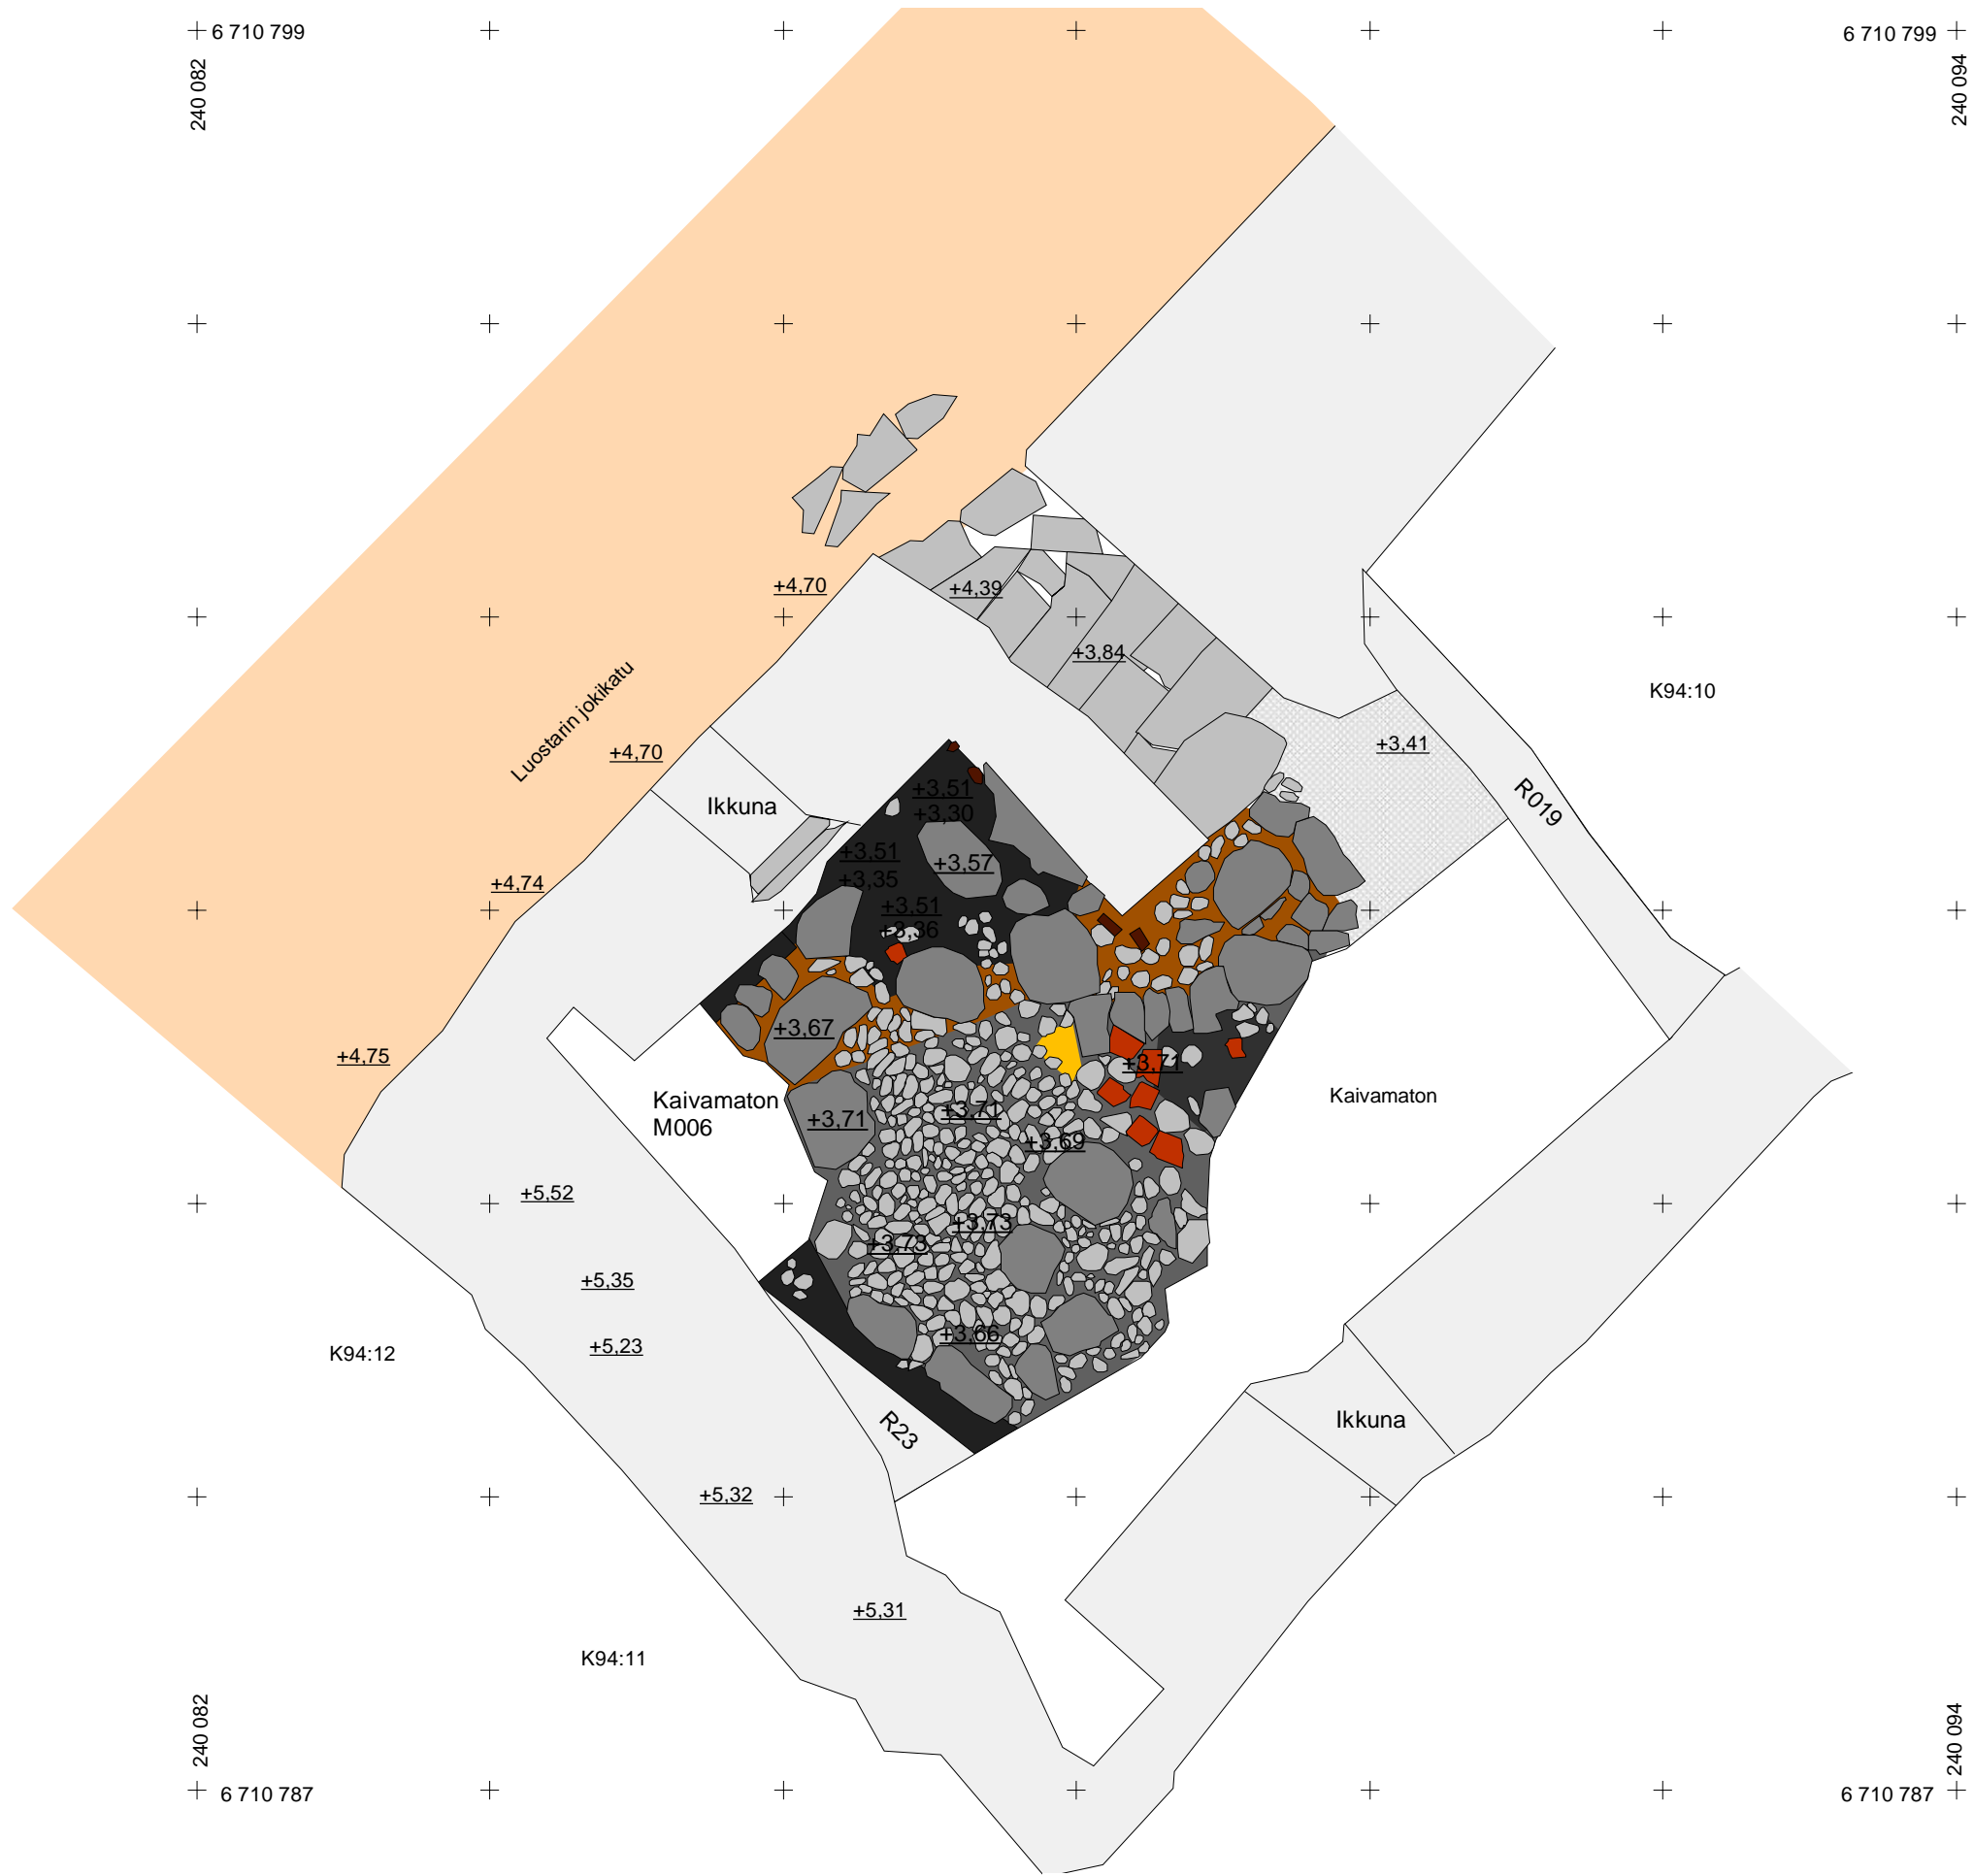 6 710 799
6 710 799
240 082
240 094
+4,70
+4,39
+3,84
K94:10
Luostarin jokikatu
+4,70
+3,41
Ikkuna
+3,51
+3,30
R019
+3,51
+3,35
+3,57
+4,74
+3,51
+3,36
+3,67
+4,75
+3,71
Kaivamaton
M006
+3,71
+3,71
Kaivamaton
+3,69
+5,52
+3,73
+3,73
+5,35
+3,66
+5,23
K94:12
R23
Ikkuna
+5,32
+5,31
K94:11
240 082
240 094
6 710 787
6 710 787